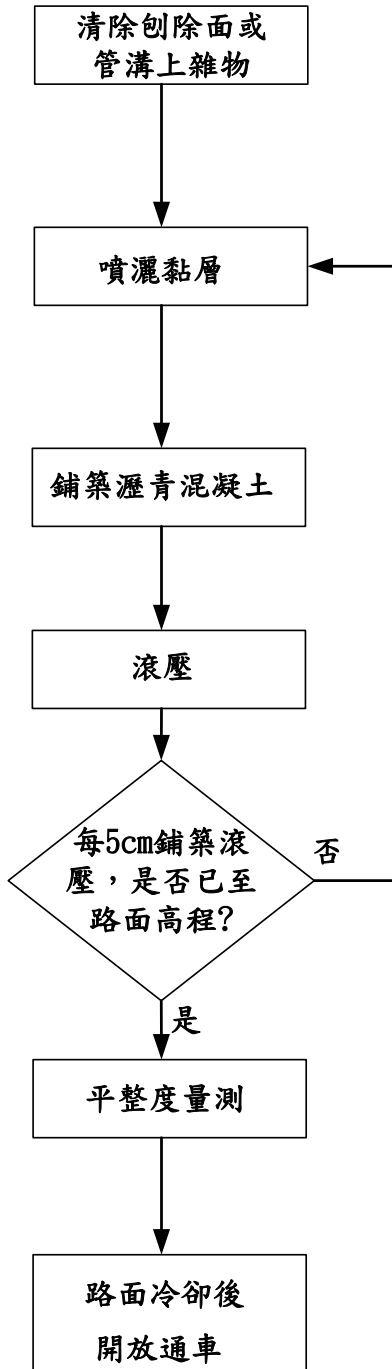 清除刨除面或
管溝上雜物
噴灑黏層
鋪築瀝青混凝土
滾壓
每5cm鋪築滾
壓，是否已至
路面高程?
否
是
平整度量測
路面冷卻後
開放通車